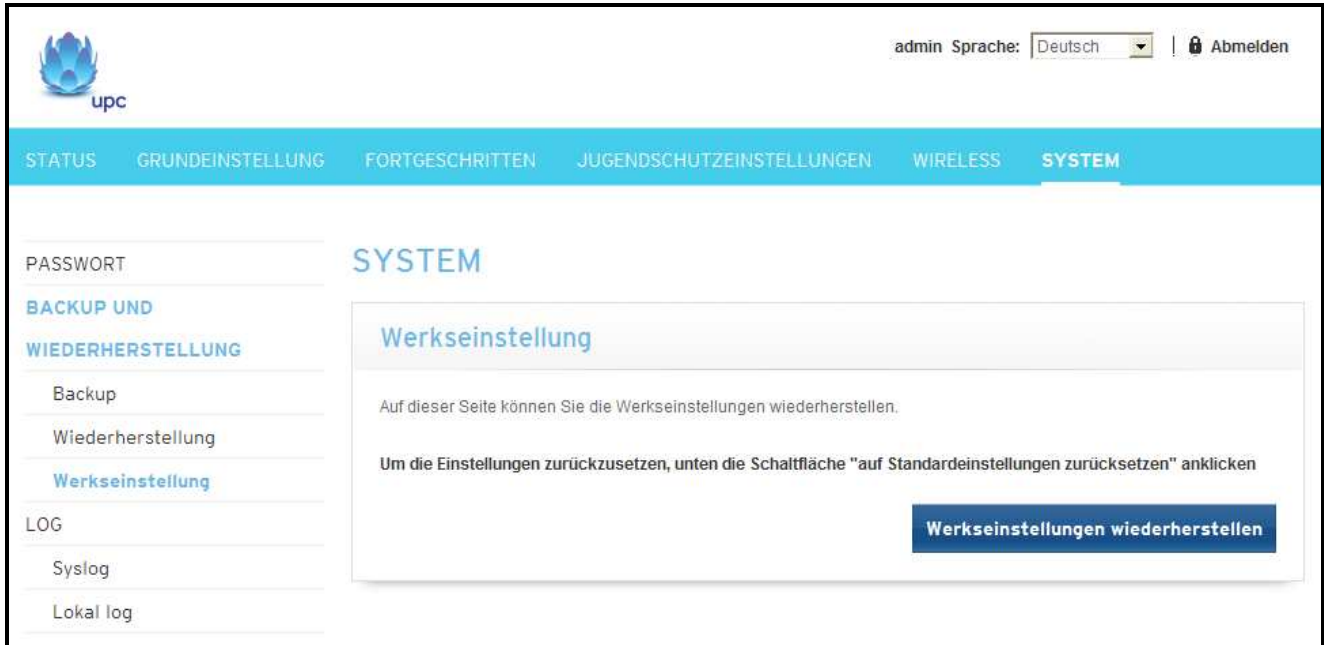 upc
admin Sprache: Deutsch | Abmelden
STATUS GRUNDEINSTELLUNG FORTGESCHRITTEN JUGENDSCHUTZEINSTELLUNGEN WIRELESS SYSTEM
PASSWORT
BACKUP UND
WIEDERHERSTELLUNG
Backup
Wiederherstellung
Werkseinstellung
LOG
Syslog
Lokal log
SYSTEM
Werkseinstellung
Auf dieser Seite können Sie die Werkseinstellungen wiederherstellen.
Um die Einstellungen zurückzusetzen, unten die Schaltfläche "auf Standardeinstellungen zurücksetzen" anklicken
Werkseinstellungen wiederherstellen